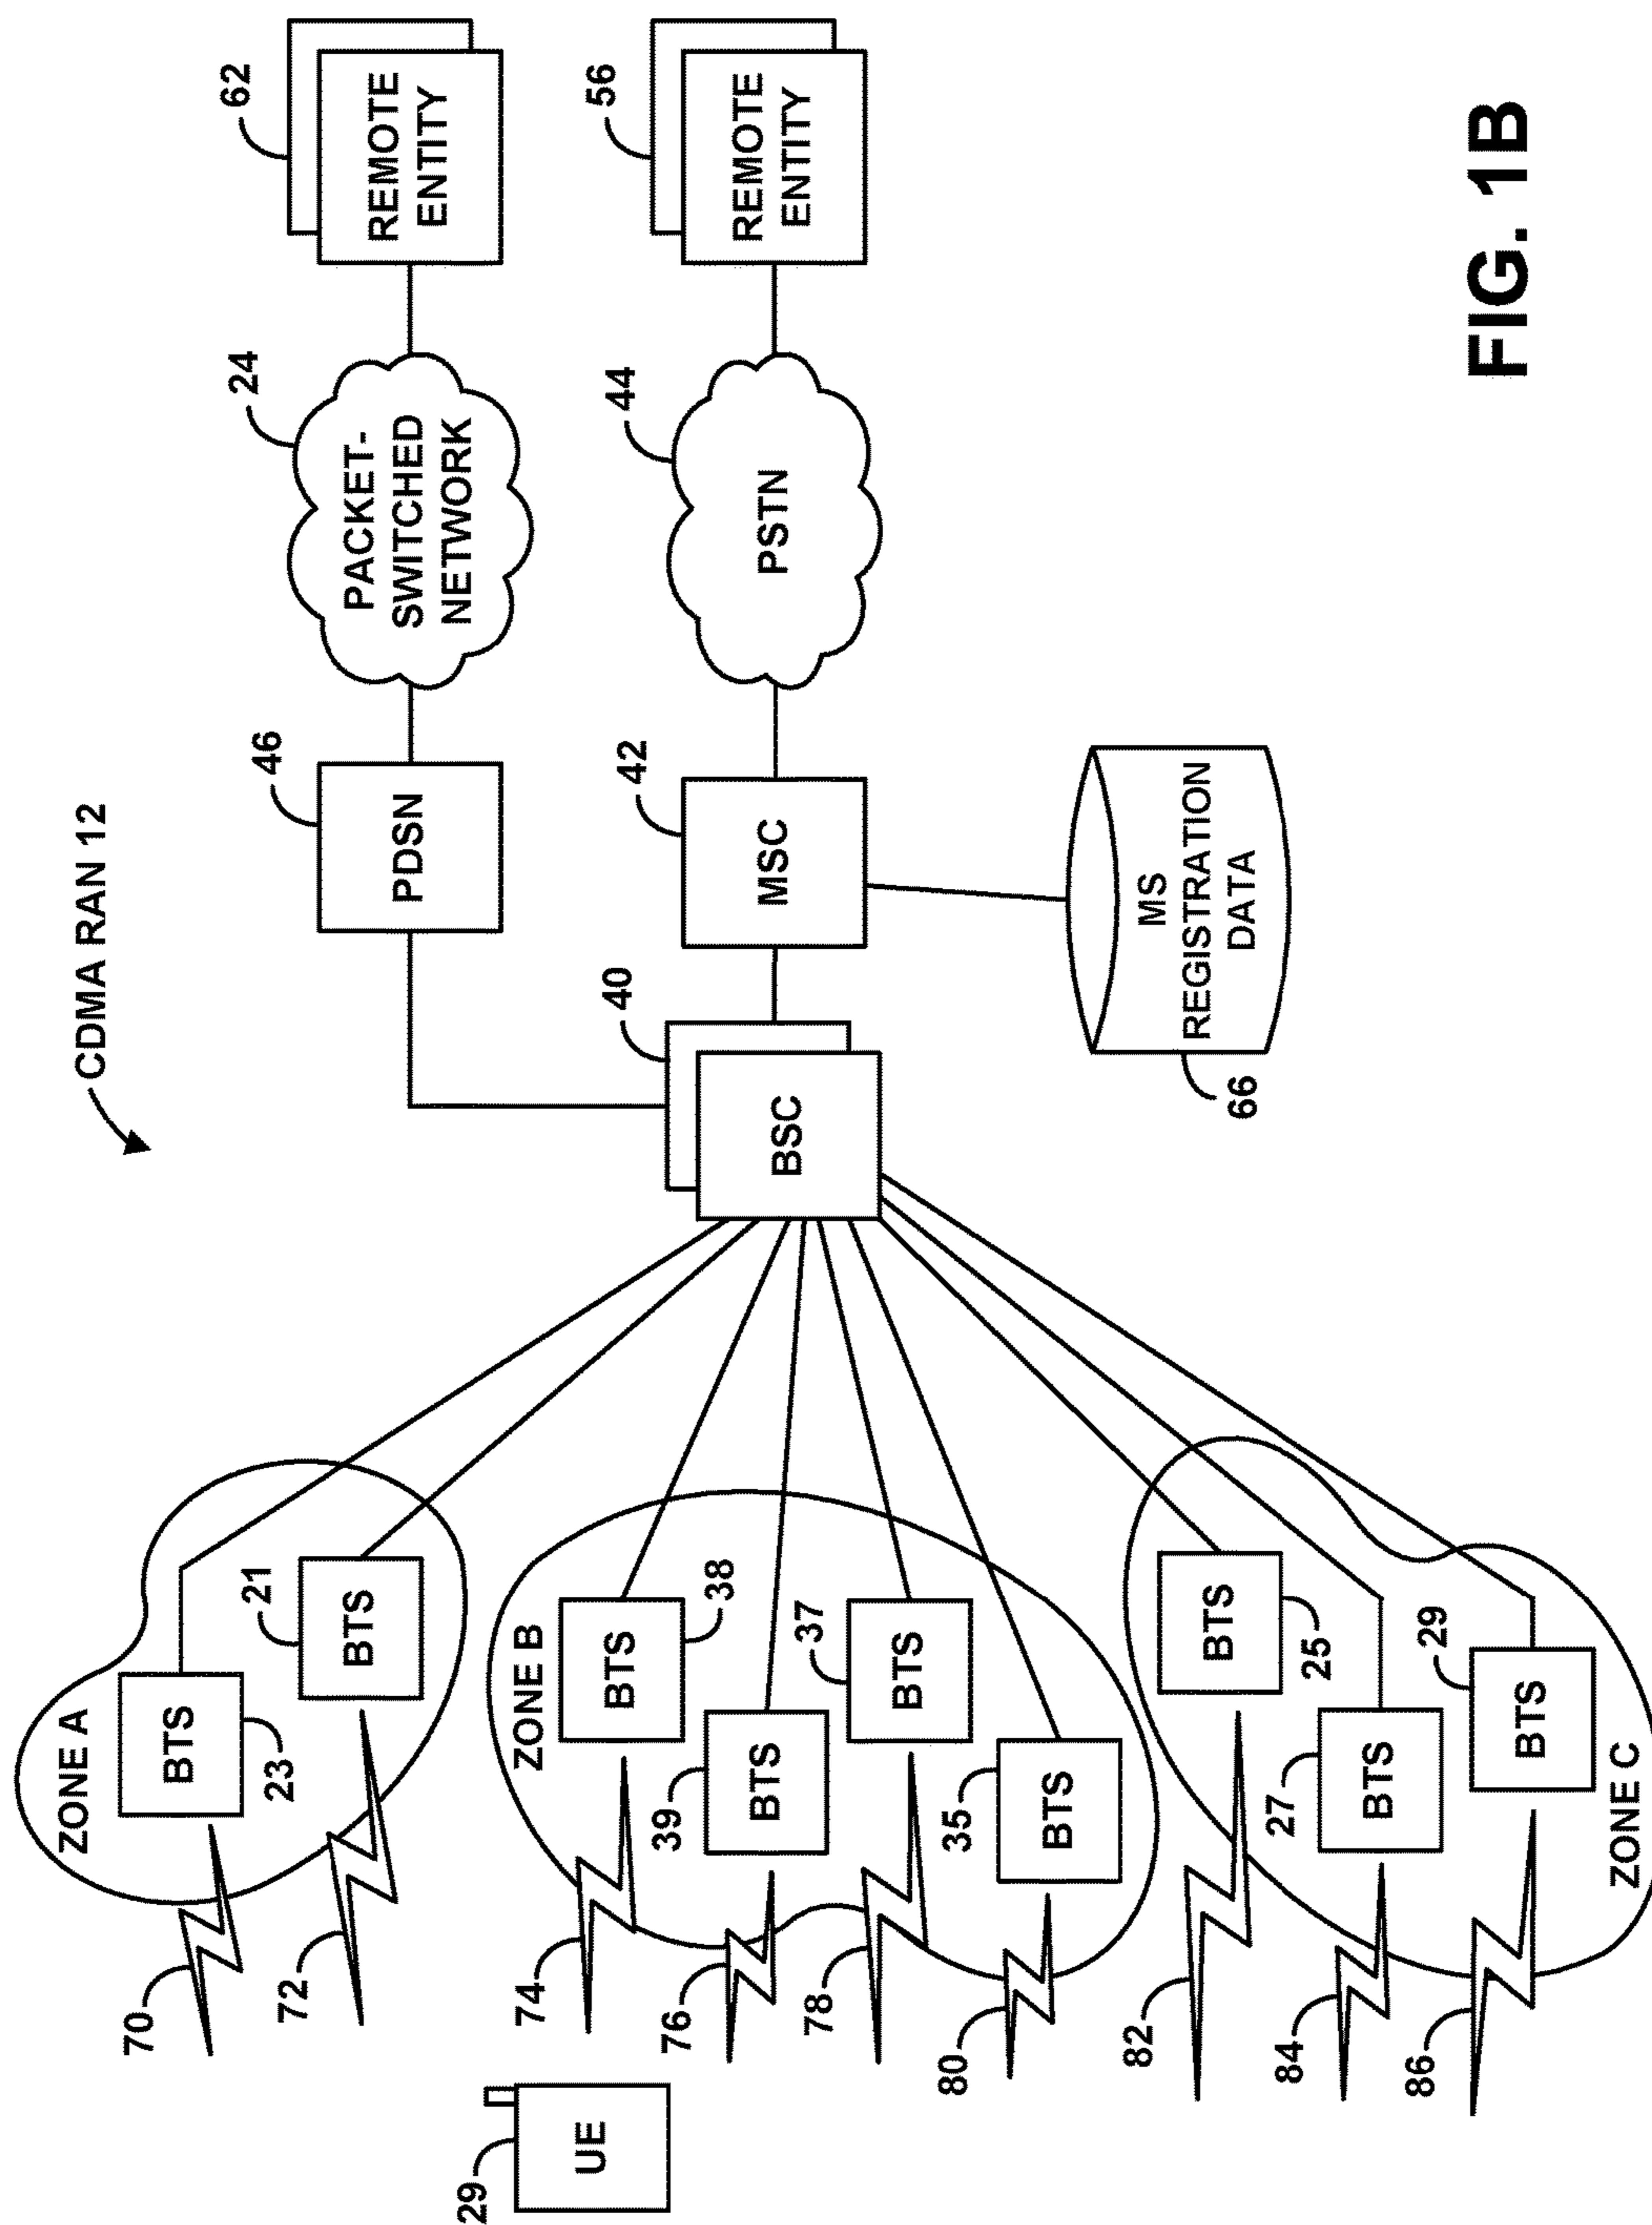 CDMA RAN 12
ZONE A
BTS
23
BTS
21
70
72
ZONE B
BTS
38
BTS
39
BTS
37
BTS
35
74
76
78
80
BTS
25
BTS
27
BTS
29
ZONE C
82
84
86
29
UE
BSC
40
PDSN
46
MSC
42
MS
REGISTRATION
DATA
66
PACKET-
SWITCHED
NETWORK
24
PSTN
44
REMOTE
ENTITY
62
REMOTE
ENTITY
56
FIG. 1B